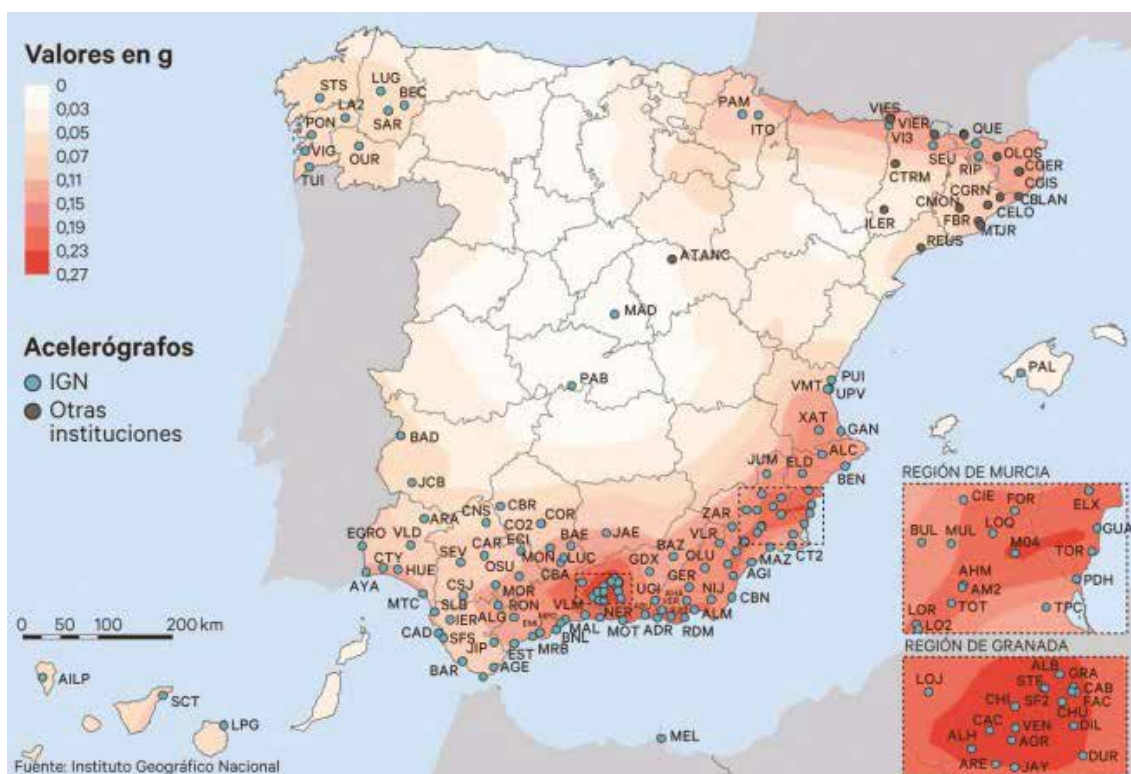 Valores en g
0
0,03
0,05
0,07
0,11
0,15
0,19
0,23
0,27
Acelerógrafos
IGN
Otras
instituciones
STS
LUG
BEC
LA2
SAR
PON
VIG
OUR
TUI
PAM
ITO
VIES
VIER
VI3
QUE
SEU
RIP
OLOS
CGER
CGIS
CTRM
CGRN
CBLAN
CMON
CELO
ILER
FBR
MTJR
REUS
ATANC
MAD
PAB
PAL
PUI
VMT
UPV
XAT
GAN
ALC
BEN
JUM
ELD
BAD
JCB
ZAR
CBR
CNS
ARA
CO2
COR
JAE
EGRO
VLD
ECI
BAE
BAZ
VLR
CTY
SEV
CAR
MON
LUC
GDX
OLU
MAZ
CT2
HUE
OSU
CBA
GER
AGI
AYA
CSJ
MOR
UGI
NIJ
CBN
MTC
SLB
RON
VLM
NER
ALM
IER
ALG
MAL
MOT
ADR
RDM
CAD
SFS
BNL
JIP
EST
MRB
BAR
AGE
MEL
0
50
100
200 km
AILP
SCT
LPG
REGIÓN DE MURCIA
CIE
FOR
ELX
LOQ
GUA
BUL
MUL
M04
TOR
AHM
AM2
PDH
LOR
TOT
TPC
LO2
REGIÓN DE GRANADA
ALB
GRA
LOJ
STF
CAB
CHI
SF2
FAC
CHU
CAC
VEN
DIL
ALH
AGR
ARE
JAY
DUR
Fuente: Instituto Geográfico Nacional